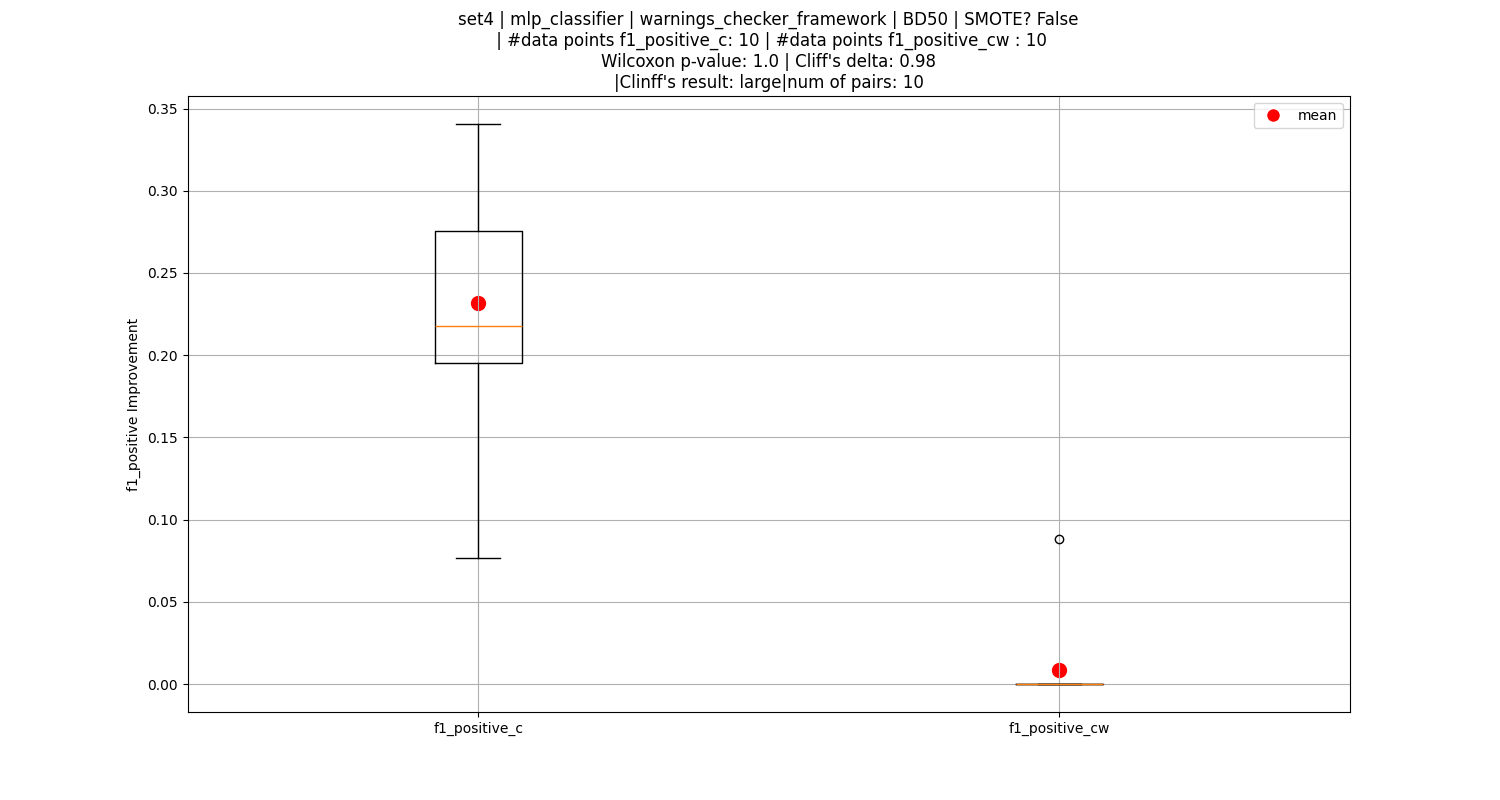 set4 | mlp_classifier | warnings_checker_framework | BD50 | SMOTE? False
| #data points f1_positive_c: 10 | #data points f1_positive_cw : 10
Wilcoxon p-value: 1.0 | Cliff's delta: 0.98
|Clinff's result: large|num of pairs: 10
mean
0.35
0.30
0.25
0.20
0.15
0.10
0.05
0.00
f1_positive Improvement
f1_positive_c
f1_positive_cw